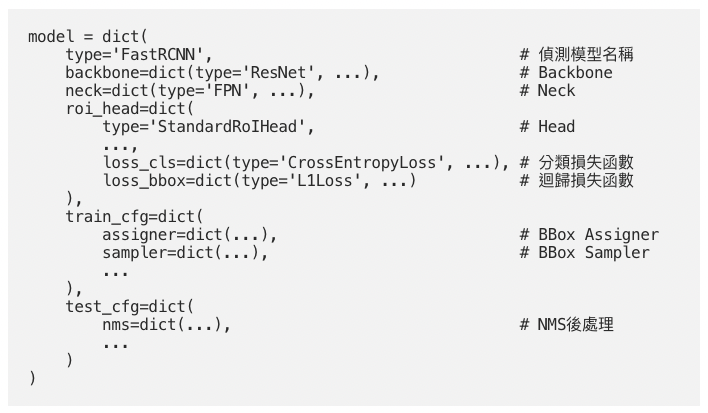 model = dict(
    type='FastRCNN',                                 # 偵測模型名稱
    backbone=dict(type='ResNet', ...),               # Backbone
    neck=dict(type='FPN', ...),                      # Neck
    roi_head=dict(
        type='StandardRoIHead',                      # Head
        ...,
        loss_cls=dict(type='CrossEntropyLoss', ...), # 分類損失函數
        loss_bbox=dict(type='L1Loss', ...)           # 迴歸損失函數
    ),
    train_cfg=dict(
        assigner=dict(...),                          # BBox Assigner
        sampler=dict(...),                           # BBox Sampler
        ...
    ),
    test_cfg=dict(
        nms=dict(...),                               # NMS後處理
        ...
    )
)